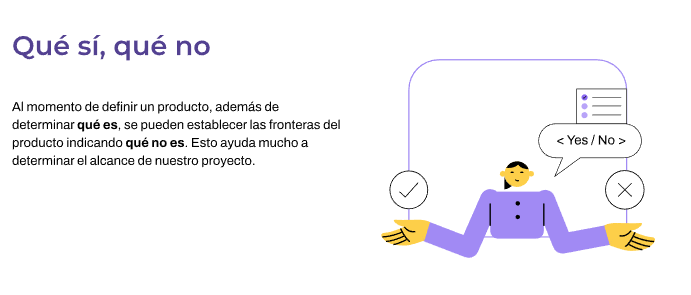 Qué sí, qué no
Al momento de definir un producto, además de
determinar qué es, se pueden establecer las fronteras del
producto indicando qué no es. Esto ayuda mucho a
determinar el alcance de nuestro proyecto.
< Yes / No >